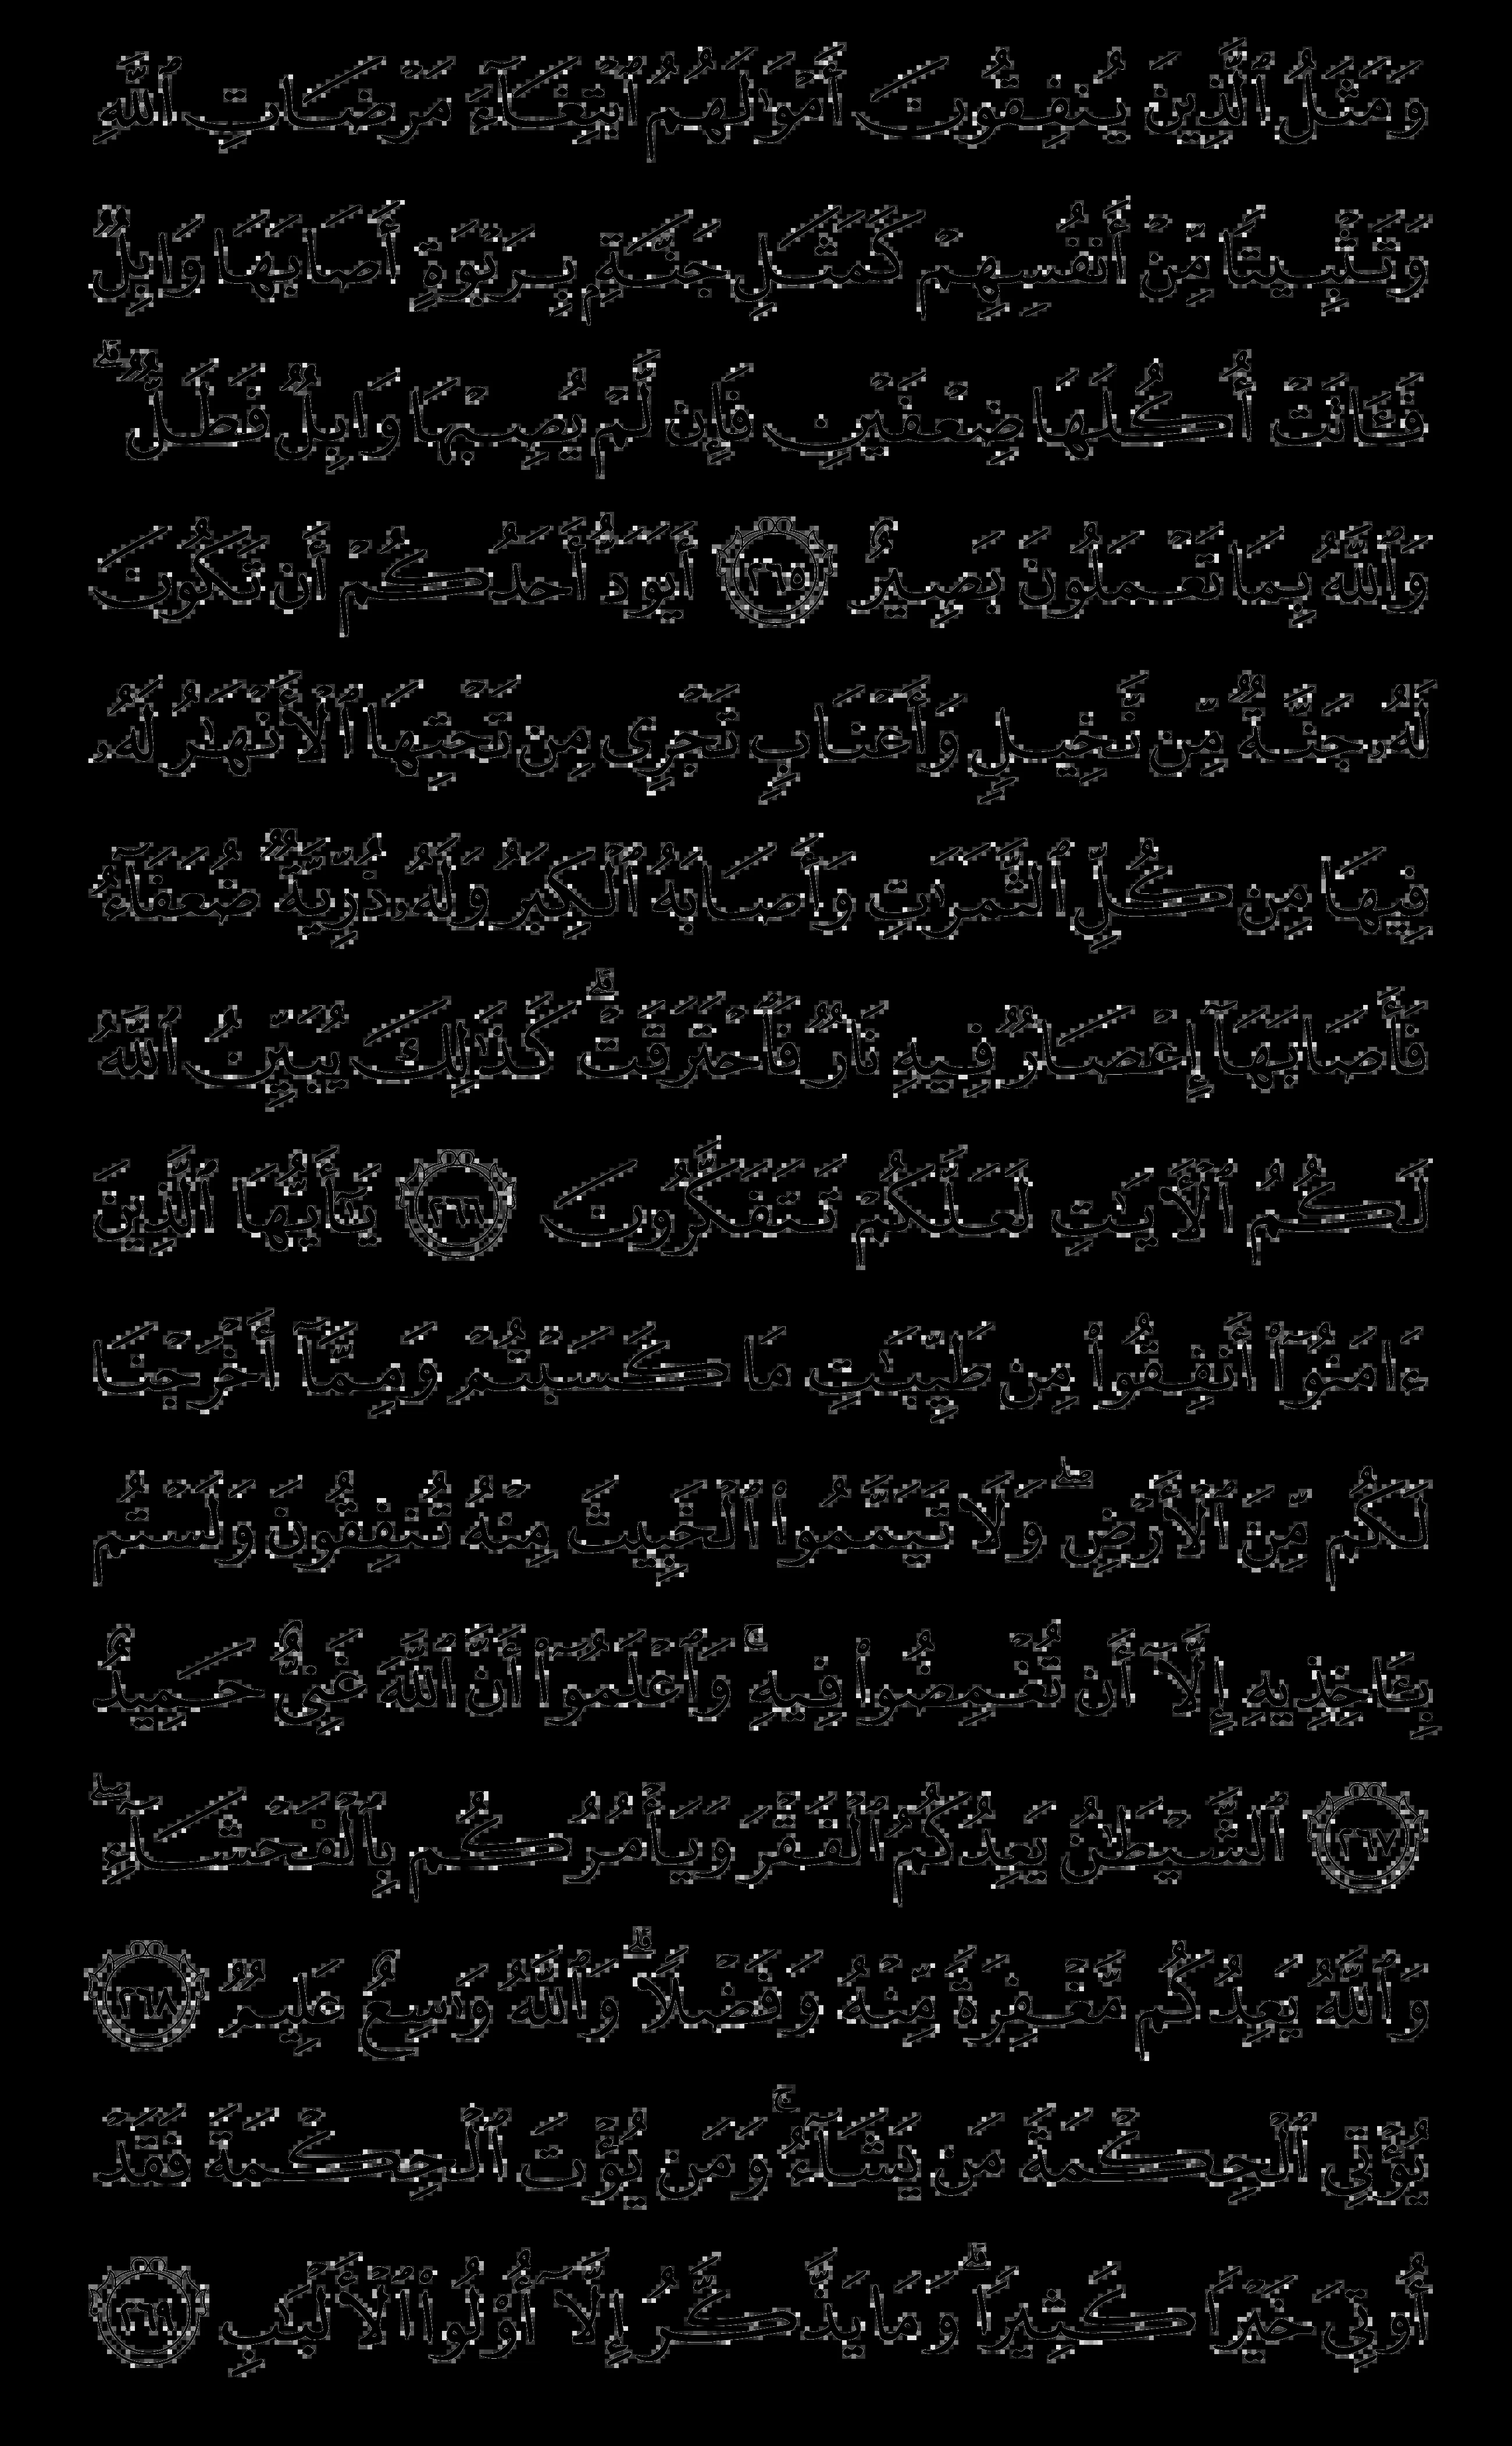 وَمَثَلُ ٱلَّذِينَ يُنفِقُونَ أَمْوَٰلَهُمُ ٱبْتِغَآءَ مَرْضَاتِ ٱللَّهِ
وَتَثْبِيتًا مِّنْ أَنفُسِهِمْ كَمَثَلِ جَنَّةٍۭ بِرَبْوَةٍ أَصَابَهَا وَابِلٌ
فَـَٔاتَتْ أُكُلَهَا ضِعْفَيْنِ فَإِن لَّمْ يُصِبْهَا وَابِلٌ فَطَلٌّ ۗ
وَٱللَّهُ بِمَا تَعْمَلُونَ بَصِيرٌ ٢٦٥ أَيَوَدُّ أَحَدُكُمْ أَن تَكُونَ
لَهُۥ جَنَّةٌ مِّن نَّخِيلٍ وَأَعْنَابٍ تَجْرِى مِن تَحْتِهَا ٱلْأَنْهَٰرُ لَهُۥ
فِيهَا مِن كُلِّ ٱلثَّمَرَٰتِ وَأَصَابَهُ ٱلْكِبَرُ وَلَهُۥ ذُرِّيَّةٌ ضُعَفَآءُ
فَأَصَابَهَآ إِعْصَارٌ فِيهِ نَارٌ فَٱحْتَرَقَتْ ۗ كَذَٰلِكَ يُبَيِّنُ ٱللَّهُ
لَكُمُ ٱلْـَٔايَٰتِ لَعَلَّكُمْ تَتَفَكَّرُونَ ٢٦٦ يَٰٓأَيُّهَا ٱلَّذِينَ
ءَامَنُوٓا۟ أَنفِقُوا۟ مِن طَيِّبَٰتِ مَا كَسَبْتُمْ وَمِمَّآ أَخْرَجْنَا
لَكُم مِّنَ ٱلْأَرْضِ ۖ وَلَا تَيَمَّمُوا۟ ٱلْخَبِيثَ مِنْهُ تُنفِقُونَ وَلَسْتُم
بِـَٔاخِذِيهِ إِلَّآ أَن تُغْمِضُوا۟ فِيهِ ۚ وَٱعْلَمُوٓا۟ أَنَّ ٱللَّهَ غَنِىٌّ حَمِيدٌ
٢٦٧ ٱلشَّيْطَٰنُ يَعِدُكُمُ ٱلْفَقْرَ وَيَأْمُرُكُم بِٱلْفَحْشَآءِ ۖ
وَٱللَّهُ يَعِدُكُم مَّغْفِرَةً مِّنْهُ وَفَضْلًا ۗ وَٱللَّهُ وَٰسِعٌ عَلِيمٌ ٢٦٨
يُؤْتِى ٱلْحِكْمَةَ مَن يَشَآءُ ۚ وَمَن يُؤْتَ ٱلْحِكْمَةَ فَقَدْ
أُوتِىَ خَيْرًا كَثِيرًا ۗ وَمَا يَذَّكَّرُ إِلَّآ أُو۟لُوا۟ ٱلْأَلْبَٰبِ ٢٦٩